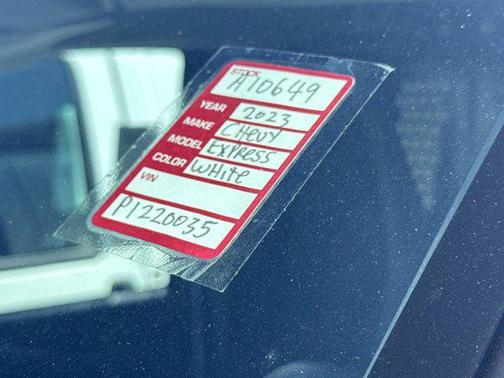 STOCK
A10649
YEAR 2023
MAKE CHEVY
MODEL EXPRESS
COLOR WHITE
VIN
P1220035